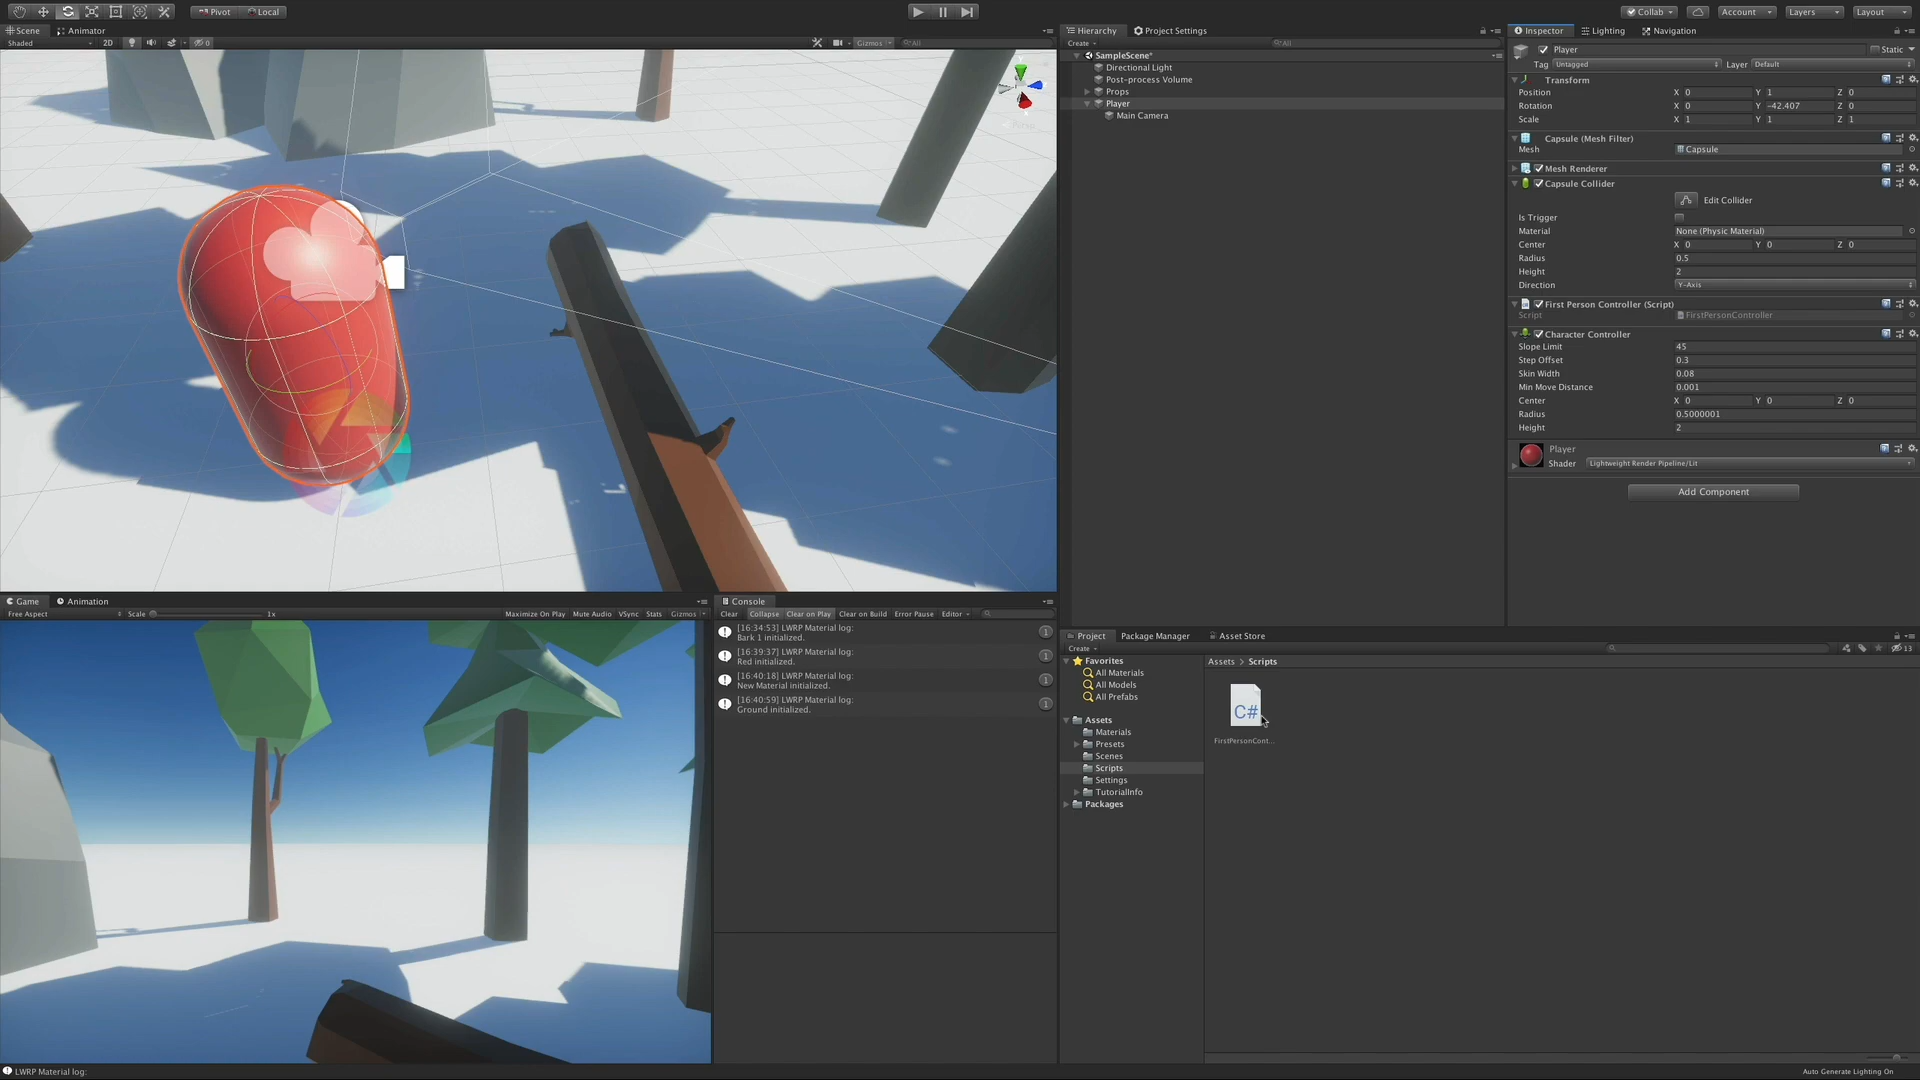 Pivot
Local
Collab
Account
Layers
Layout
Scene
Animator
Shaded
2D
0
Gizmos
All
y
Persp
Hierarchy
Project Settings
Create
All
SampleScene*
Directional Light
Post-process Volume
Props
Player
Main Camera
Inspector
Lighting
Navigation
Player
Static
Tag Untagged
Layer Default
Transform
Position X 0 Y 1 Z 0
Rotation X 0 Y -42.407 Z 0
Scale X 1 Y 1 Z 1
Capsule (Mesh Filter)
Mesh Capsule
Mesh Renderer
Capsule Collider
Edit Collider
Is Trigger
Material None (Physic Material)
Center X 0 Y 0 Z 0
Radius 0.5
Height 2
Direction Y-Axis
First Person Controller (Script)
Script FirstPersonController
Character Controller
Slope Limit 45
Step Offset 0.3
Skin Width 0.08
Min Move Distance 0.001
Center X 0 Y 0 Z 0
Radius 0.5000001
Height 2
Player
Shader Lightweight Render Pipeline/Lit
Add Component
Game
Animation
Free Aspect
Scale 1x
Maximize On Play
Mute Audio
VSync
Stats
Gizmos
Console
Clear
Collapse
Clear on Play
Clear on Build
Error Pause
Editor
[16:34:53] LWRP Material log:
Bark 1 initialized.
1
[16:39:37] LWRP Material log:
Red initialized.
1
[16:40:18] LWRP Material log:
New Material initialized.
1
[16:40:59] LWRP Material log:
Ground initialized.
1
Project
Package Manager
Asset Store
Create
13
Favorites
All Materials
All Models
All Prefabs
Assets
Materials
Presets
Scenes
Scripts
Settings
TutorialInfo
Packages
Assets > Scripts
C#
FirstPersonCont...
LWRP Material log:
Auto Generate Lighting On